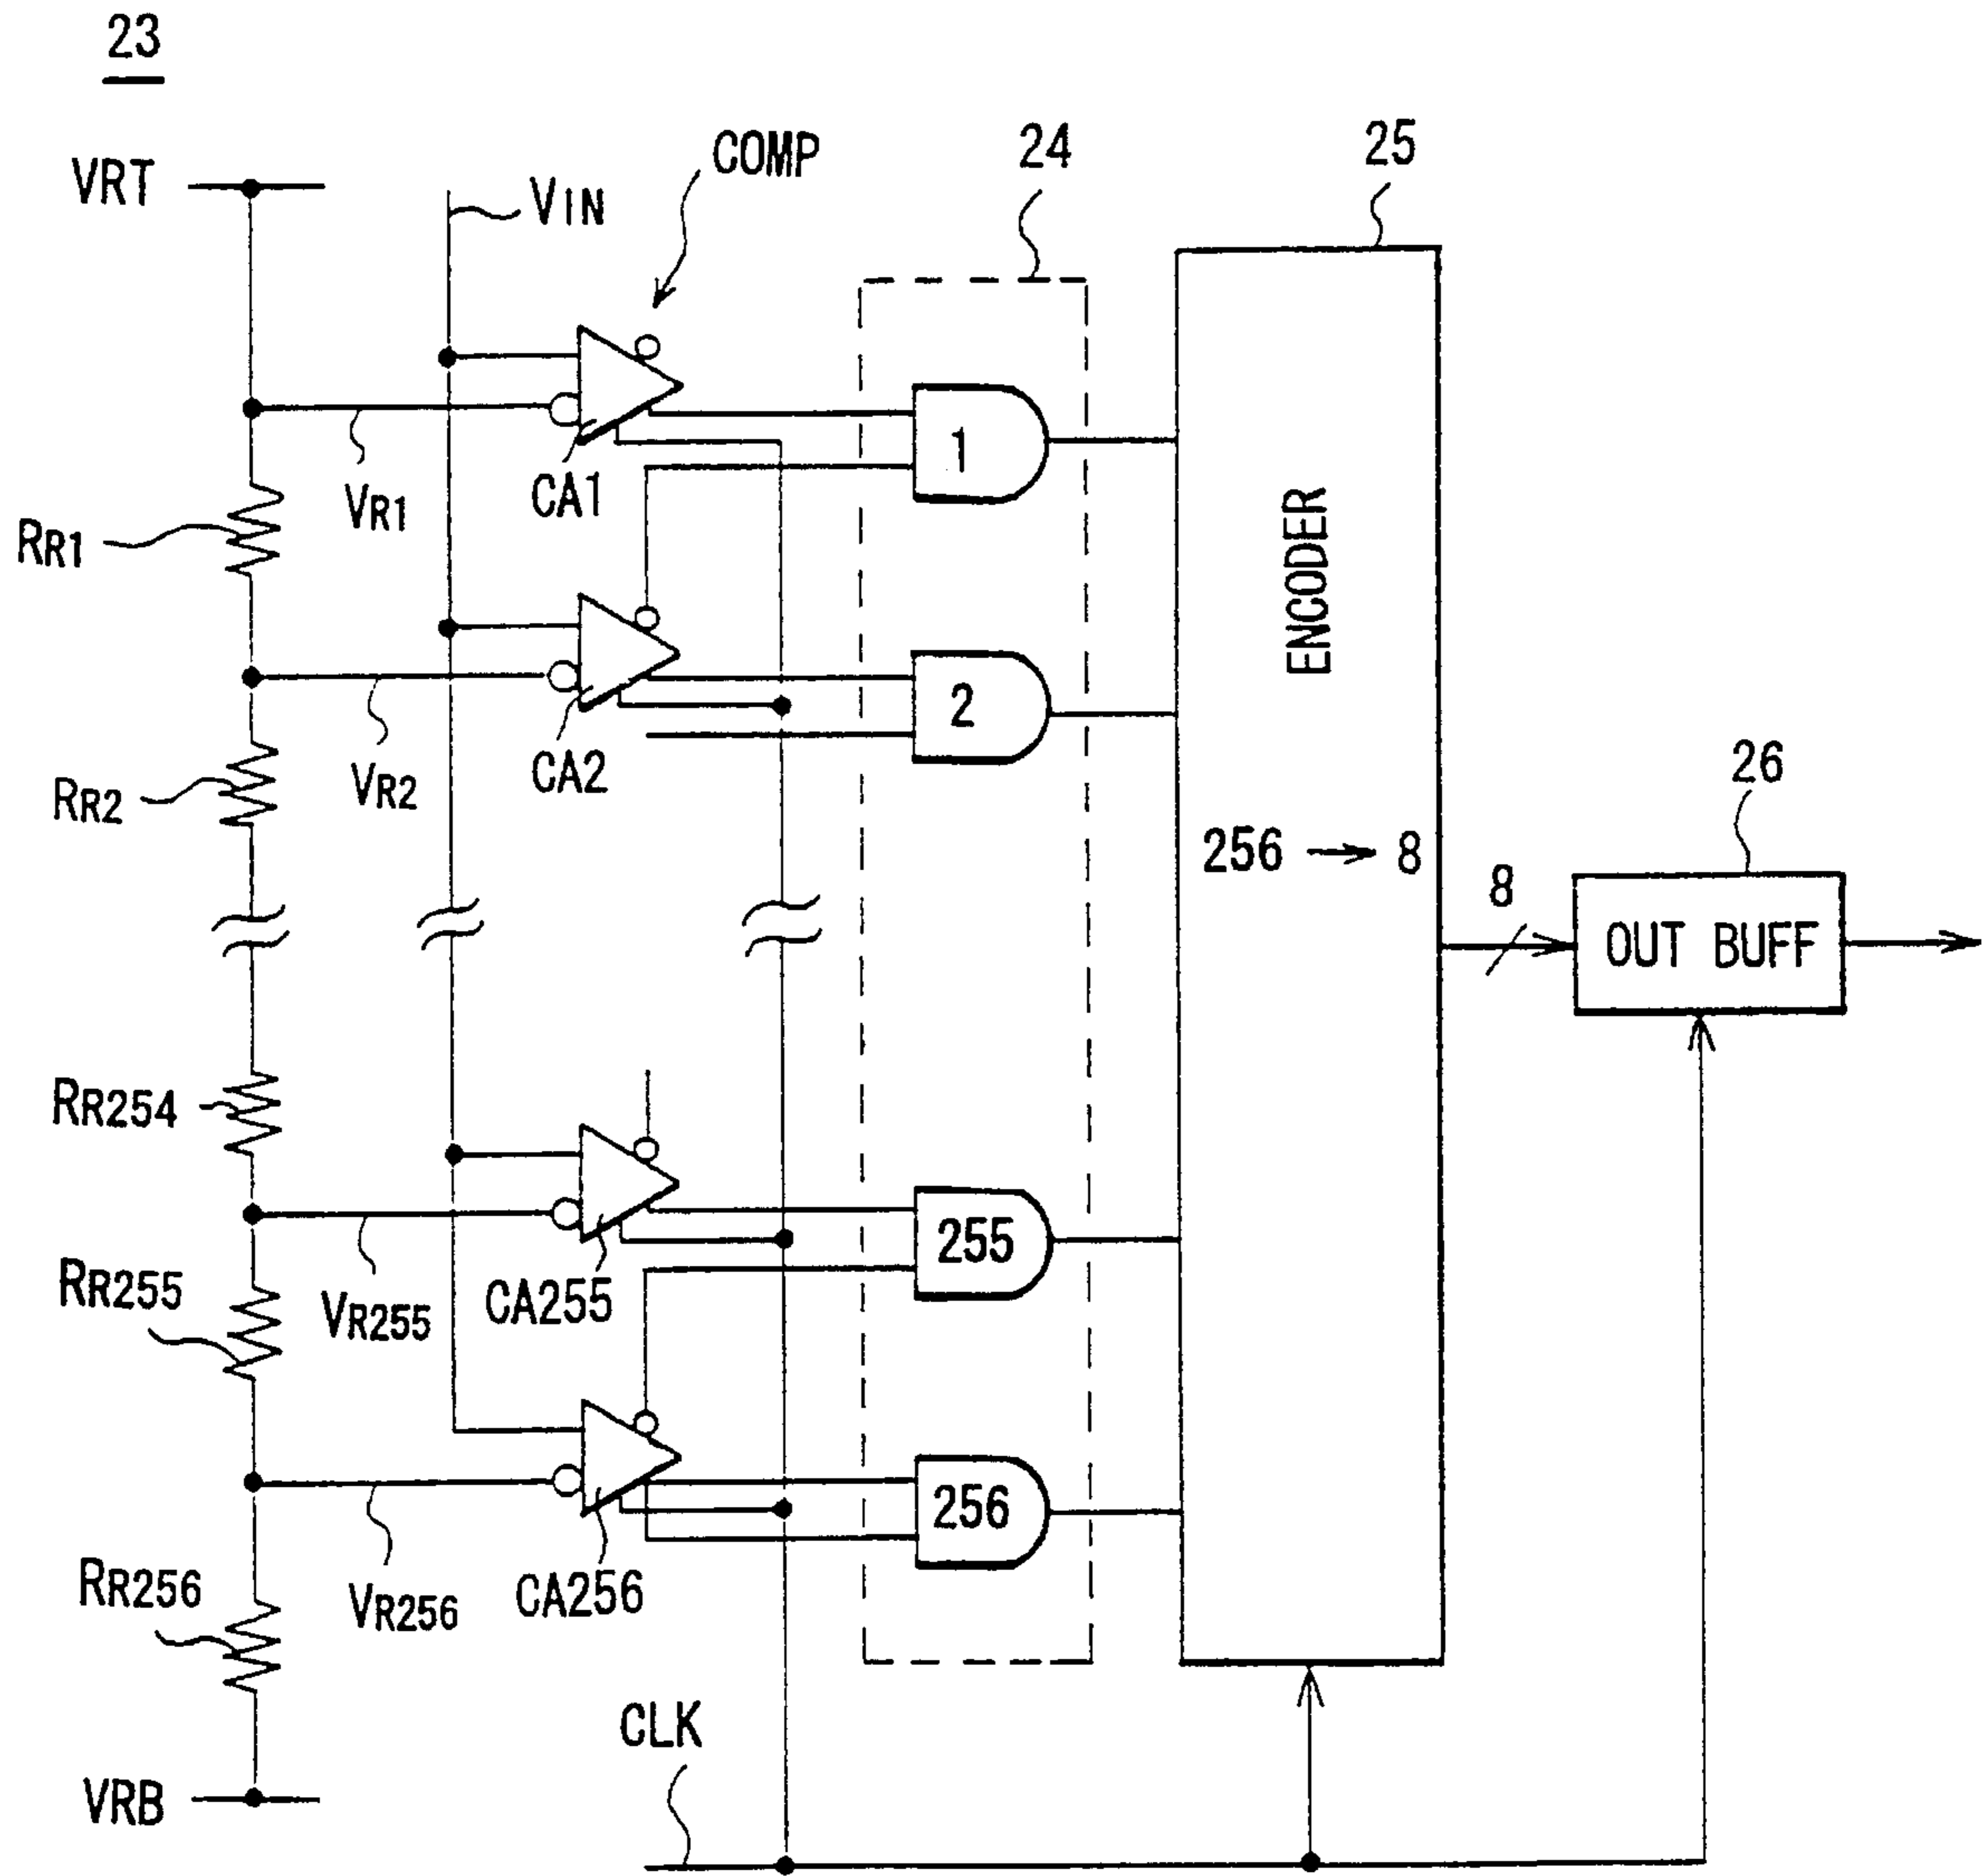 23
VRT
VIN
COMP
24
25
VR1
CA1
1
RR1
ENCODER
VR2
CA2
2
RR2
26
256 → 8
8
OUT BUFF
RR254
RR255
VR255
CA255
255
RR256
VR256
CA256
256
CLK
VRB